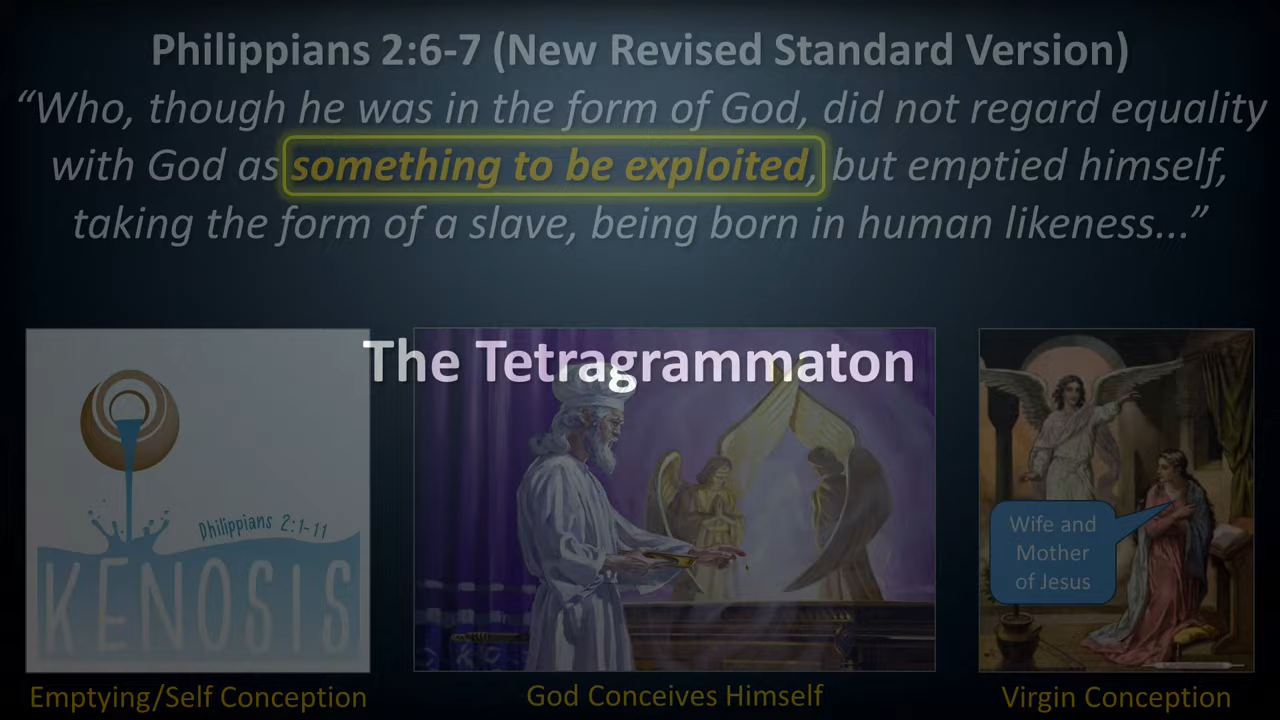 Philippians 2:6-7 (New Revised Standard Version)
“Who, though he was in the form of God, did not regard equality
with God as something to be exploited, but emptied himself,
taking the form of a slave, being born in human likeness...”
The Tetragrammaton
Philippians 2:1-11
KENOSIS
Wife and
Mother
of Jesus
Emptying/Self Conception
God Conceives Himself
Virgin Conception